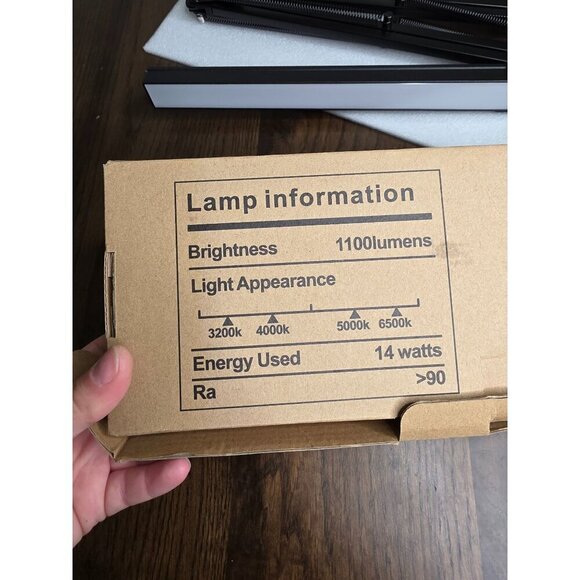 Lamp information
Brightness 1100lumens
Light Appearance
3200k 4000k 5000k 6500k
Energy Used 14 watts
Ra >90